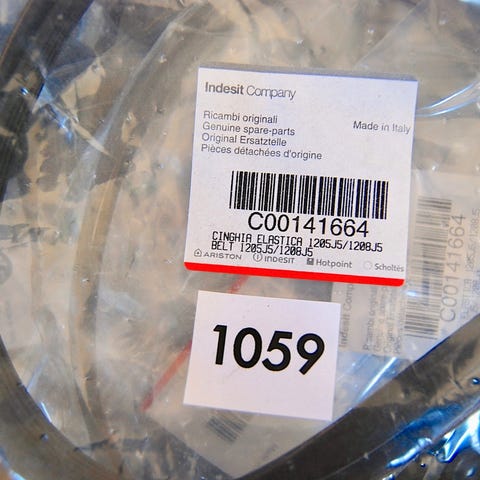 Indesit Company
Ricambi originali
Genuine spare-parts
Made in Italy
Original Ersatzteile
Pièces détachées d'origine
C00141664
CINGHIA ELASTICA 1205J5/1208J5
BELT 1205J5/1208J5
ARISTON indesit Hotpoint Scholtès
1059
C00141664